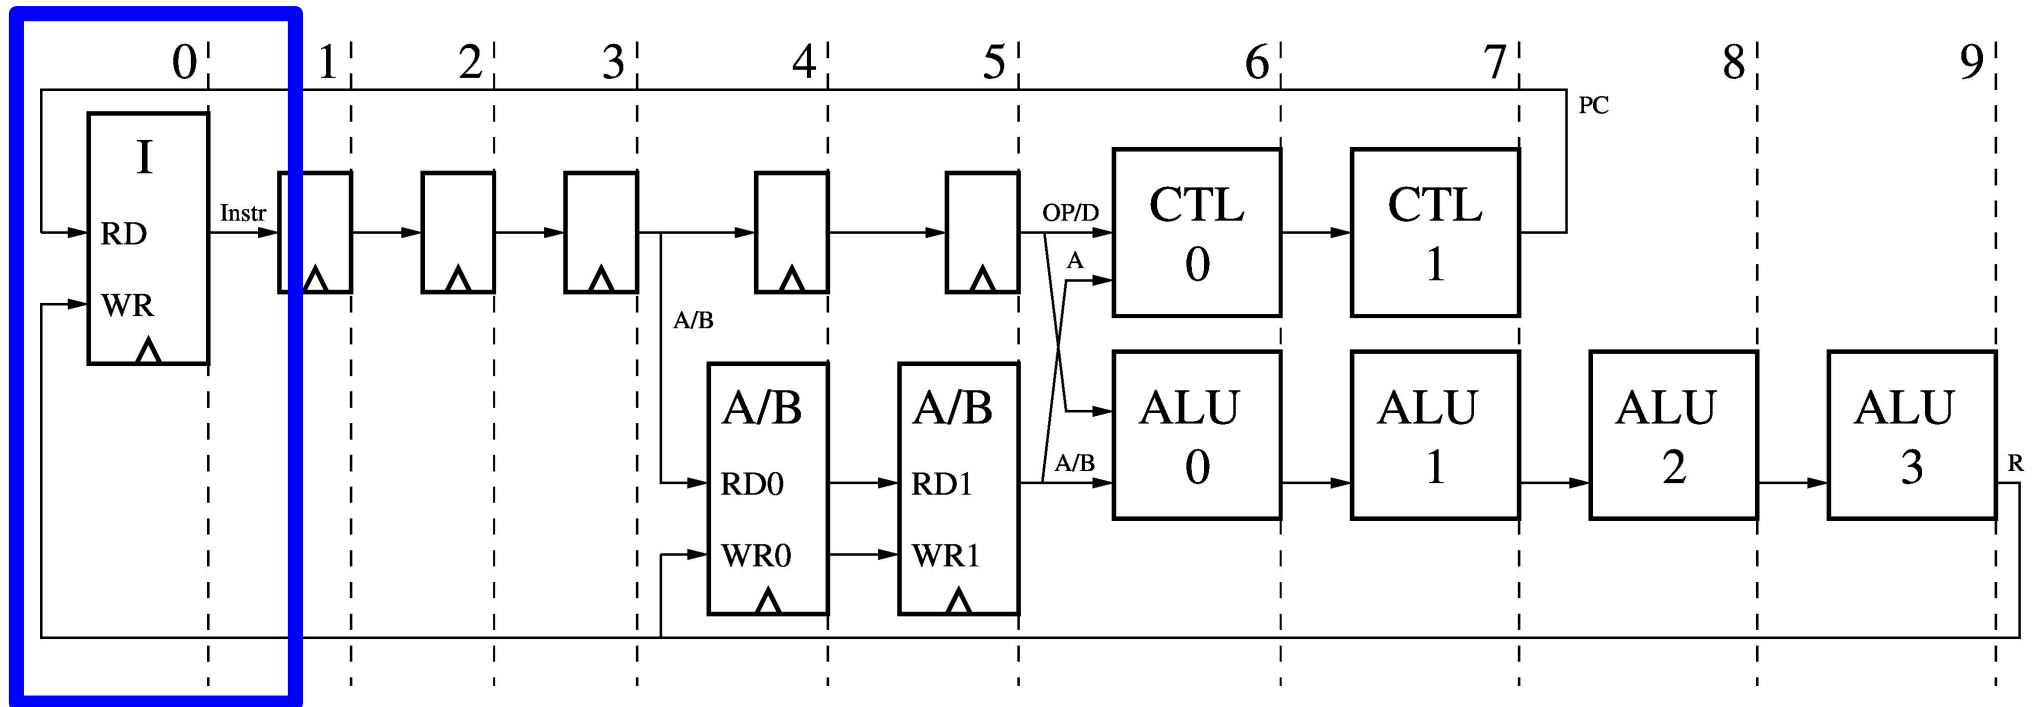 0 1 2 3 4 5 6 7 8 9
PC
I
RD
WR
Instr
A/B
OP/D
A
A/B
CTL
0
CTL
1
A/B
RD0
WR0
A/B
RD1
WR1
ALU
0
ALU
1
ALU
2
ALU
3
R